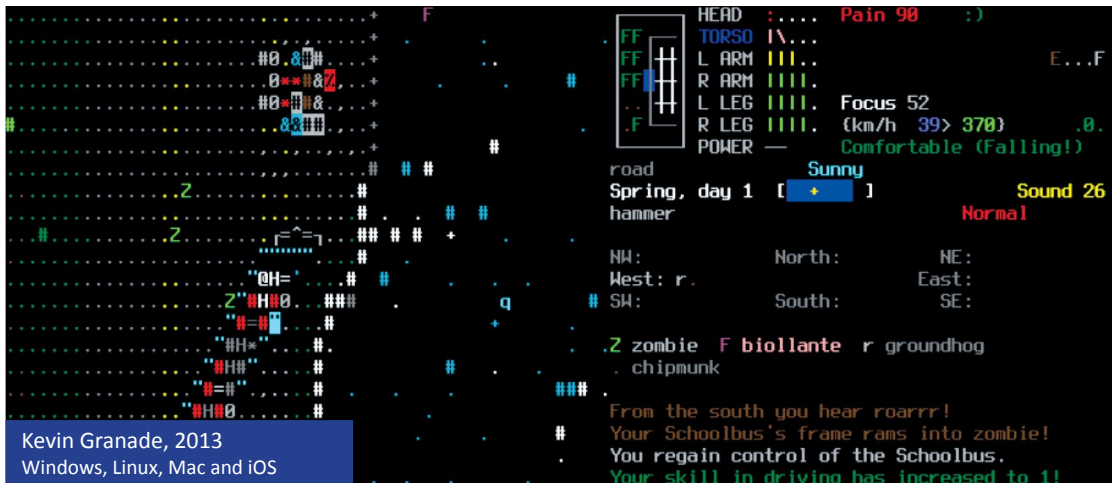 HEAD :.... Pain 90 :)
TORSO |\...
L ARM |||.. E...F
R ARM ||||.
L LEG ||||. Focus 52
R LEG ||||. {km/h 39> 370} .0.
POWER — Comfortable (Falling!)
road Sunny
Spring, day 1 [ + ] Sound 26
hammer Normal
NW: North: NE:
West: r. East:
SW: South: SE:
Z zombie F biollante r groundhog
. chipmunk
From the south you hear roarrr!
Your Schoolbus's frame rams into zombie!
You regain control of the Schoolbus.
Your skill in driving has increased to 1!
Kevin Granade, 2013
Windows, Linux, Mac and iOS